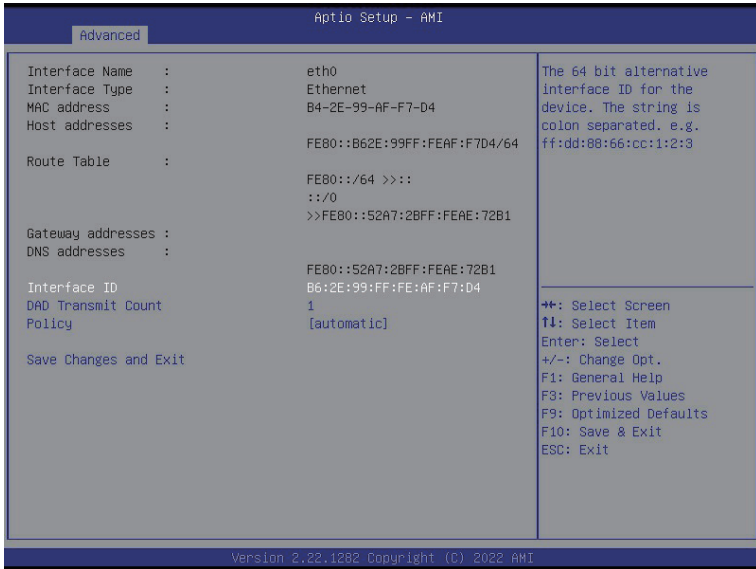 Aptio Setup – AMI
Advanced
Interface Name : eth0
Interface Type : Ethernet
MAC address : B4-2E-99-AF-F7-D4
Host addresses :
FE80::B62E:99FF:FEAF:F7D4/64
Route Table :
FE80::/64 >>::
::/0
>>FE80::52A7:2BFF:FEAE:72B1
Gateway addresses :
DNS addresses :
FE80::52A7:2BFF:FEAE:72B1
Interface ID B6:2E:99:FF:FE:AF:F7:D4
DAD Transmit Count 1
Policy [automatic]
Save Changes and Exit
The 64 bit alternative
interface ID for the
device. The string is
colon separated. e.g.
ff:dd:88:66:cc:1:2:3
→←: Select Screen
↑↓: Select Item
Enter: Select
+/-: Change Opt.
F1: General Help
F3: Previous Values
F9: Optimized Defaults
F10: Save & Exit
ESC: Exit
Version 2.22.1282 Copyright (C) 2022 AMI